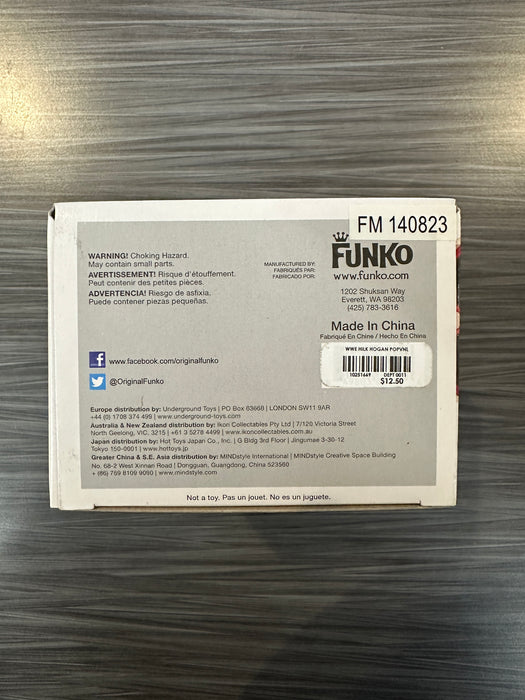 FM 140823
WARNING! Choking Hazard.
May contain small parts.
AVERTISSEMENT! Risque d'étouffement.
Peut contenir des petites pièces.
ADVERTENCIA! Riesgo de asfixia.
Puede contener piezas pequeñas.
MANUFACTURED BY:
FABRIQUÉS PAR:
FABRICADO POR:
FUNKO
www.funko.com
1202 Shuksan Way
Everett, WA 98203
(425) 783-3616
Made In China
Fabriqué En Chine / Hecho En China
WWE HLK HOGAN POPVNL
10251669 DEPT 0011
$12.50
www.facebook.com/originalfunko
@OriginalFunko
Europe distribution by: Underground Toys | PO Box 63668 | LONDON SW11 9AR
+44 (0) 1708 374 499 | www.underground-toys.com
Australia & New Zealand distribution by: Ikon Collectables Pty Ltd | 7/120 Victoria Street
North Geelong, VIC. 3215 | +61 3 5278 4499 | www.ikoncollectables.com.au
Japan distribution by: Hot Toys Japan Co., Inc. | G Bldg 3rd Floor | Jingumae 3-30-12
Tokyo 150-0001 | www.hottoys.jp
Greater China & S.E. Asia distribution by: MINDstyle International | MINDstyle Creative Space Building
No. 68-2 West Xinnan Road | Dongguan, Guangdong, China 523560
+ (86) 769 8109 9090 | www.mindstyle.com
Not a toy. Pas un jouet. No es un juguete.